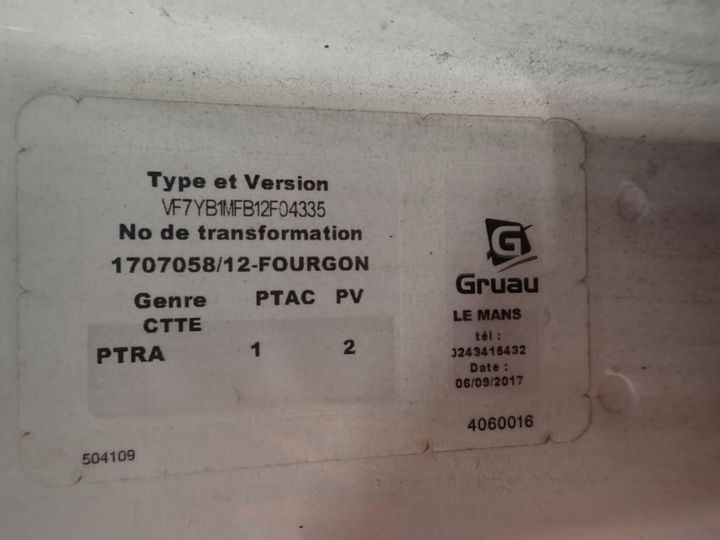 Type et Version
VF7YB1MFB12F04335
No de transformation
1707058/12-FOURGON
Genre PTAC PV
CTTE
PTRA 1 2
504109
G
Gruau
LE MANS
tél :
0243415432
Date :
06/09/2017
4060016